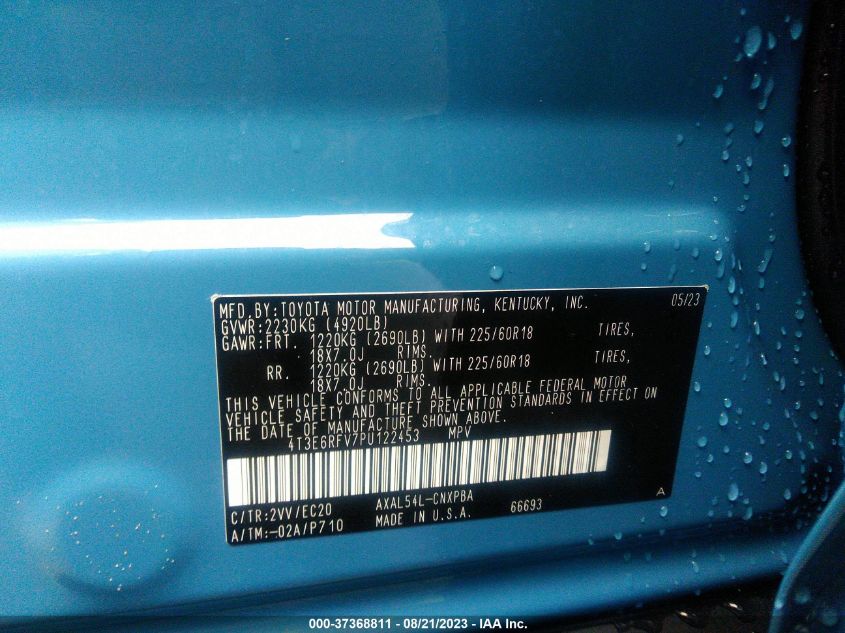 MFD.BY:TOYOTA MOTOR MANUFACTURING, KENTUCKY, INC. 05/23
GVWR:2230KG (4920LB)
GAWR:FRT. 1220KG (2690LB) WITH 225/60R18 TIRES,
18X7.0J RIMS.
RR. 1220KG (2690LB) WITH 225/60R18 TIRES,
18X7.0J RIMS.
THIS VEHICLE CONFORMS TO ALL APPLICABLE FEDERAL MOTOR
VEHICLE SAFETY AND THEFT PREVENTION STANDARDS IN EFFECT ON
THE DATE OF MANUFACTURE SHOWN ABOVE.
4T3E6RFV7PU122453 MPV
C/TR:2VV/EC20 AXAL54L-CNXPBA A
A/TM:-02A/P710 MADE IN U.S.A. 66693
000-37368811 - 08/21/2023 - IAA Inc.